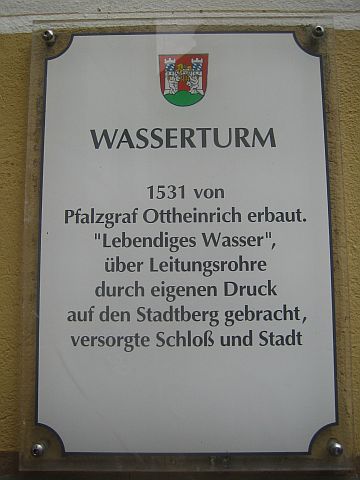 WASSERTURM
1531 von
Pfalzgraf Ottheinrich erbaut.
"Lebendiges Wasser",
über Leitungsrohre
durch eigenen Druck
auf den Stadtberg gebracht,
versorgte Schloß und Stadt